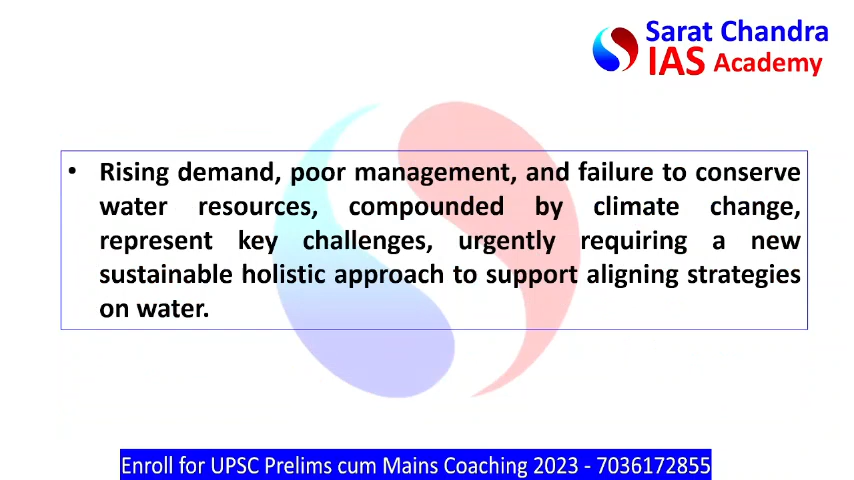 Sarat Chandra
IAS Academy
• Rising demand, poor management, and failure to conserve
water resources, compounded by climate change,
represent key challenges, urgently requiring a new
sustainable holistic approach to support aligning strategies
on water.
Enroll for UPSC Prelims cum Mains Coaching 2023 - 7036172855